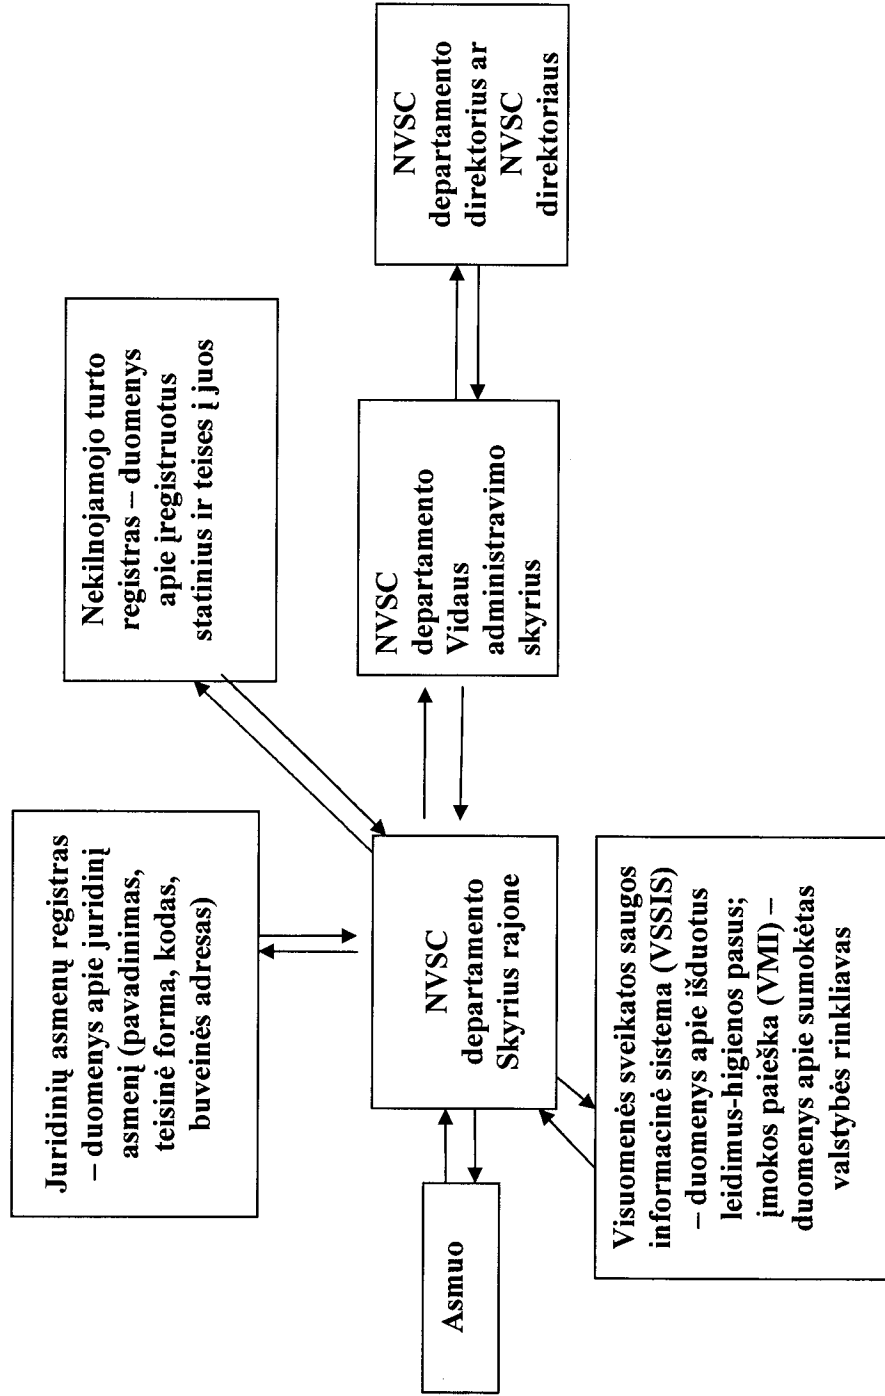 Juridinių asmenų registras
– duomenys apie juridinį
asmenį (pavadinimas,
teisinė forma, kodas,
buveinės adresas)
Nekilnojamojo turto
registras – duomenys
apie įregistruotus
statinius ir teises į juos
Asmuo
NVSC
departamento
Skyrius rajone
NVSC
departamento
Vidaus
administravimo
skyrius
NVSC
departamento
direktorius ar
NVSC
direktoriaus
Visuomenės sveikatos saugos
informacinė sistema (VSSIS)
– duomenys apie išduotus
leidimus-higienos pasus;
įmokos paieška (VMI) –
duomenys apie sumokėtas
valstybės rinkliavas